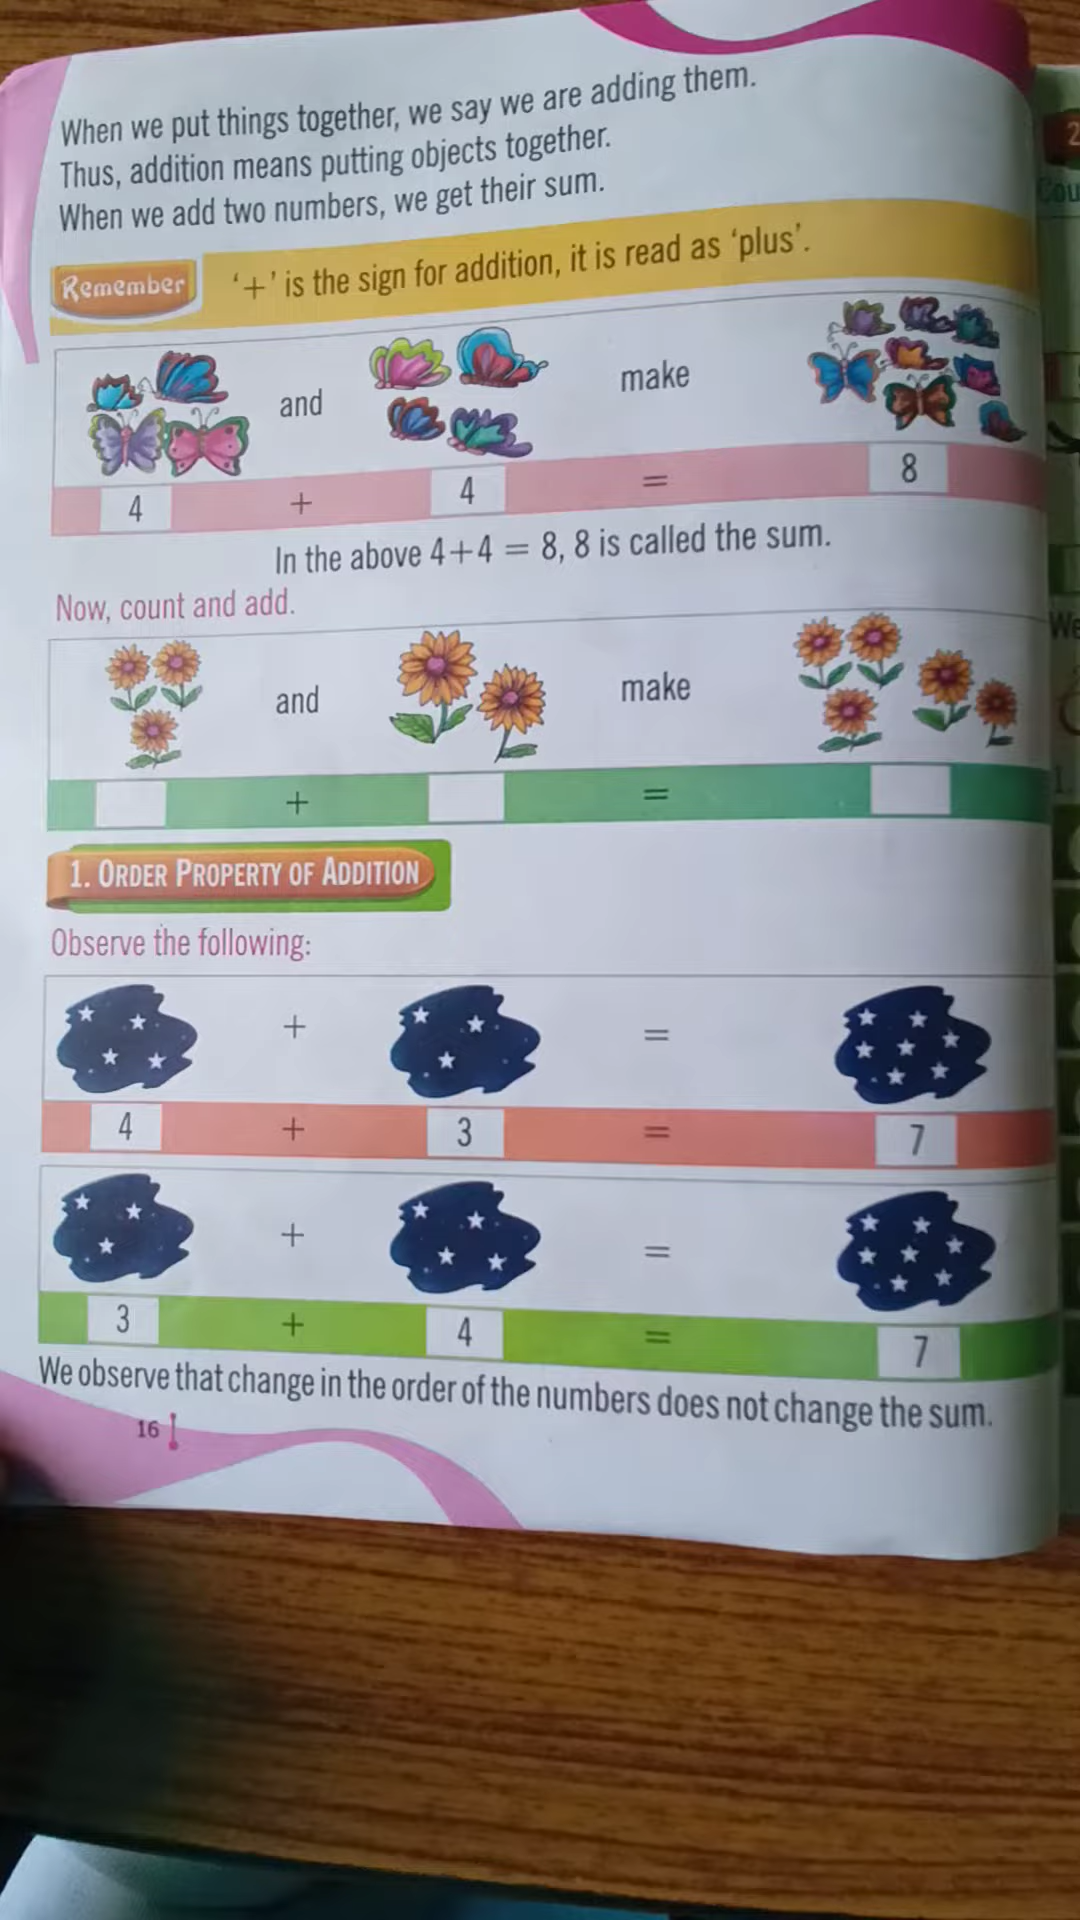 When we put things together, we say we are adding them.
Thus, addition means putting objects together.
When we add two numbers, we get their sum.
Remember '+' is the sign for addition, it is read as 'plus'.
and make
4 + 4 = 8
In the above 4+4 = 8, 8 is called the sum.
Now, count and add.
and make
+ =
1. ORDER PROPERTY OF ADDITION
Observe the following:
+ =
4 + 3 = 7
+ =
3 + 4 = 7
We observe that change in the order of the numbers does not change the sum.
16
2
Cou
We
1.